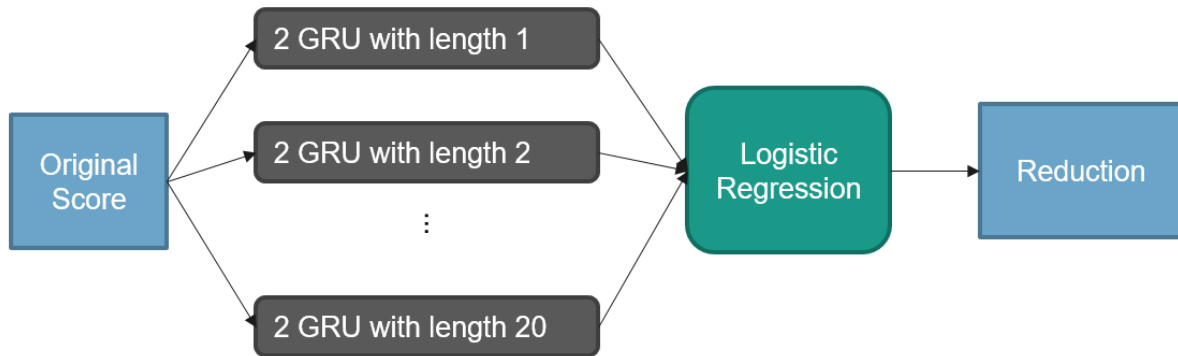 2 GRU with length 1
Original
Score
2 GRU with length 2
⋮
2 GRU with length 20
Logistic
Regression
Reduction